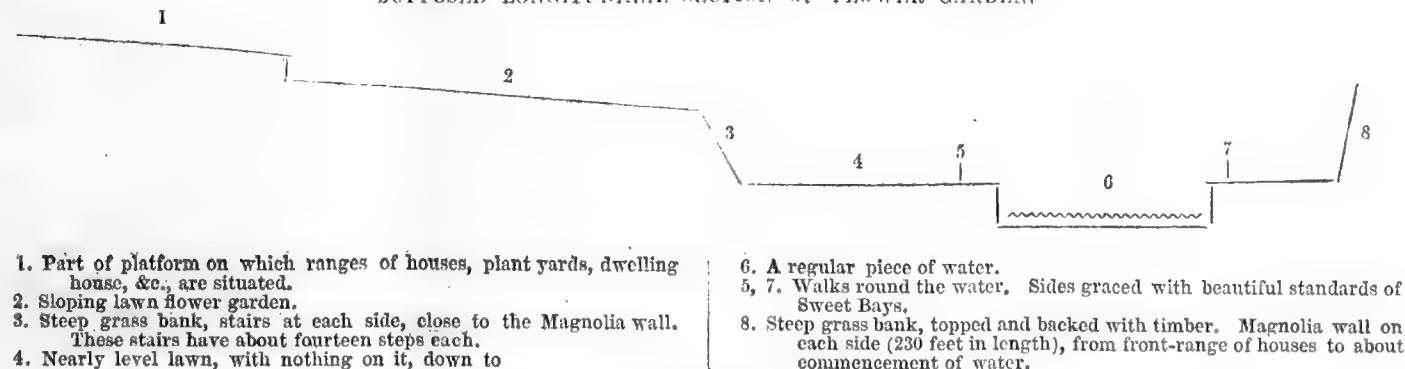 1
2
3
4
5
6
7
8
1. Part of platform on which ranges of houses, plant yards, dwelling
house, &c., are situated.
2. Sloping lawn flower garden.
3. Steep grass bank, stairs at each side, close to the Magnolia wall.
These stairs have about fourteen steps each.
4. Nearly level lawn, with nothing on it, down to
6. A regular piece of water.
5, 7. Walks round the water. Sides graced with beautiful standards of
Sweet Bays.
8. Steep grass bank, topped and backed with timber. Magnolia wall on
each side (230 feet in length), from front-range of houses to about
commencement of water.